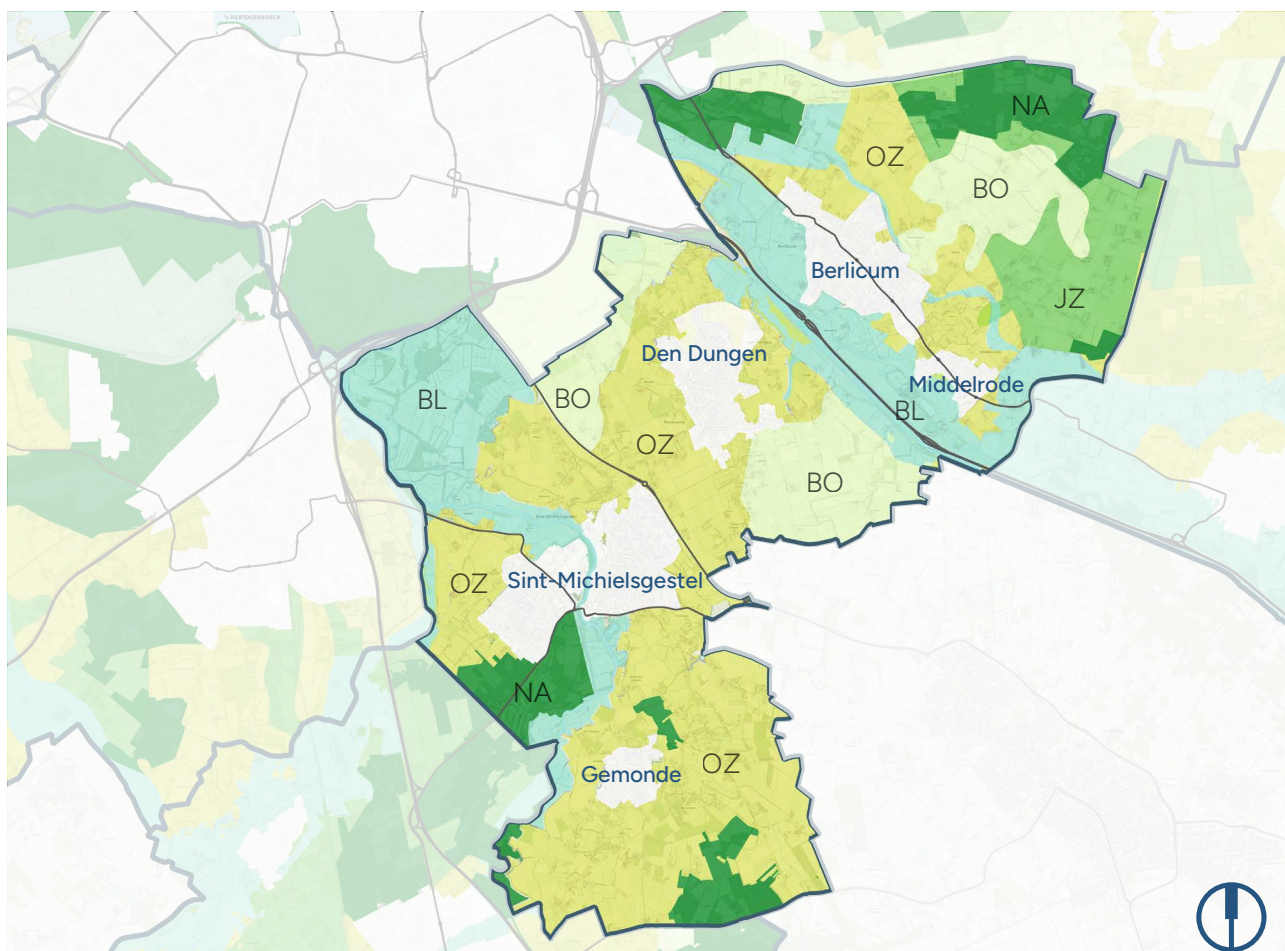 's-HERTOGENBOSCH
NA
OZ
BO
Berlicum
JZ
Den Dungen
Middelrode
BL
BO
BL
OZ
BO
OZ
Sint-Michielsgestel
NA
OZ
Gemonde